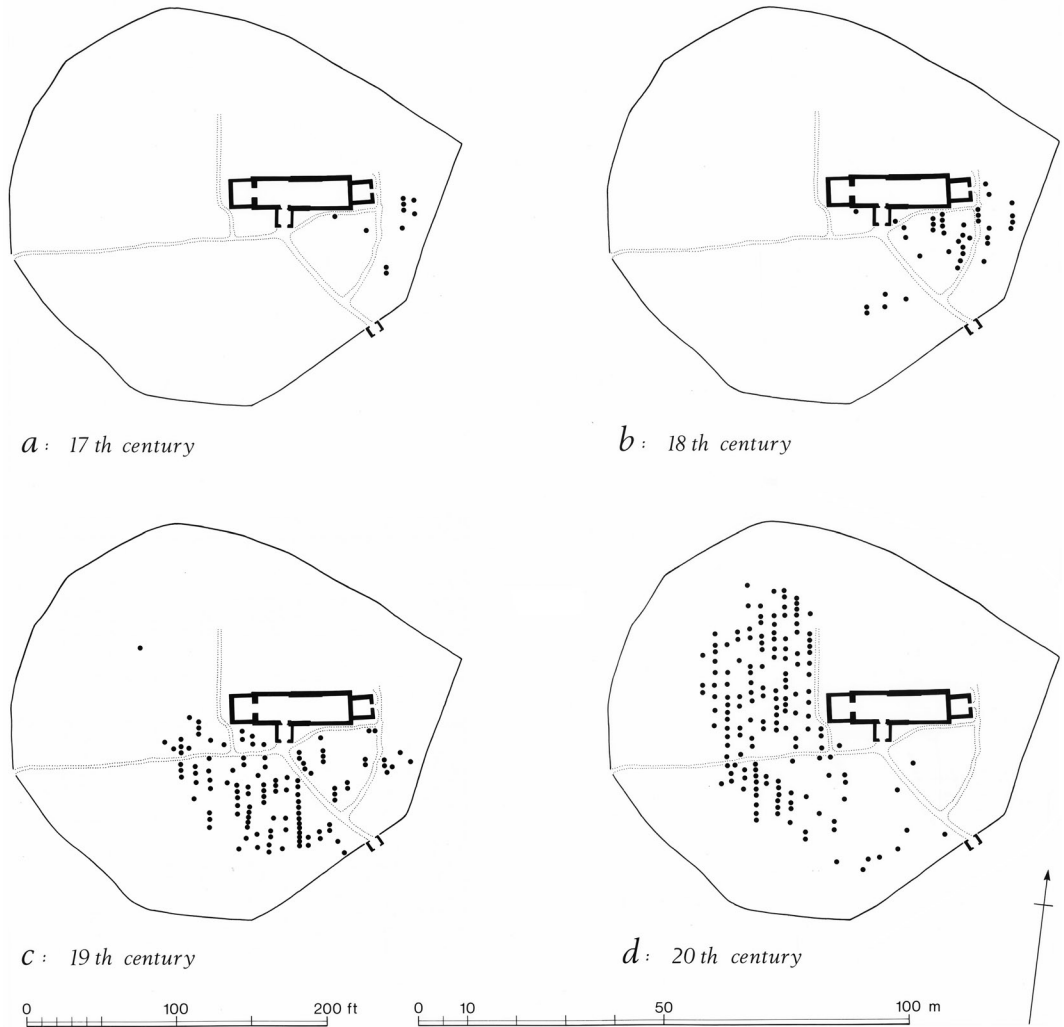 a : 17 th century
b : 18 th century
c : 19 th century
d : 20 th century
0 100 200 ft
0 10 50 100 m